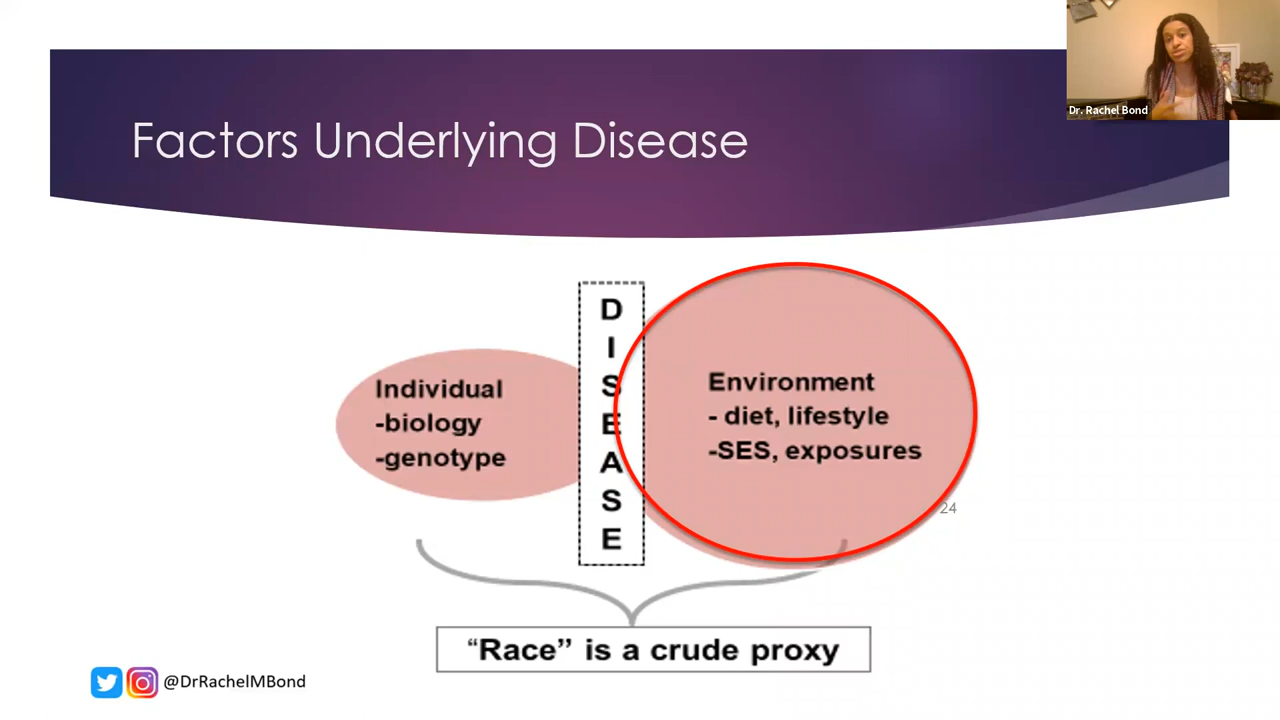 Dr. Rachel Bond
Factors Underlying Disease
Individual
-biology
-genotype
D
I
S
E
A
S
E
Environment
- diet, lifestyle
-SES, exposures
24
“Race” is a crude proxy
@DrRachelMBond